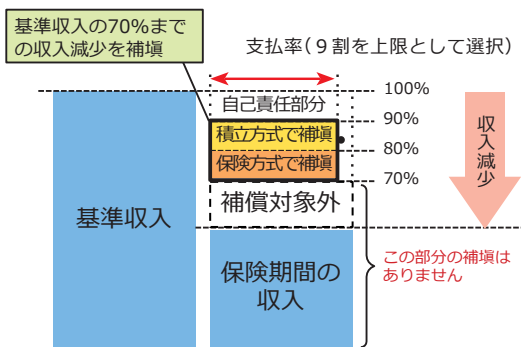 基準収入の70%まで
の収入減少を補填
支払率(9割を上限として選択)
100%
自己責任部分
90%
積立方式で補填
80%
保険方式で補填
70%
収入減少
補償対象外
基準収入
保険期間の
収入
この部分の補填は
ありません